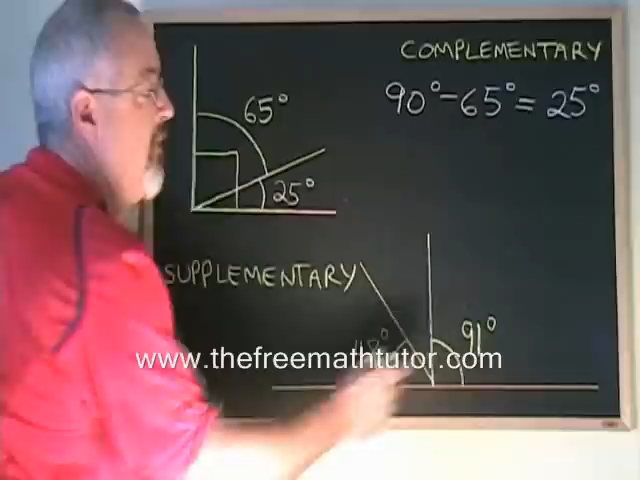 COMPLEMENTARY
90° - 65° = 25°
65°
25°
SUPPLEMENTARY
91°
www.thefreemathtutor.com